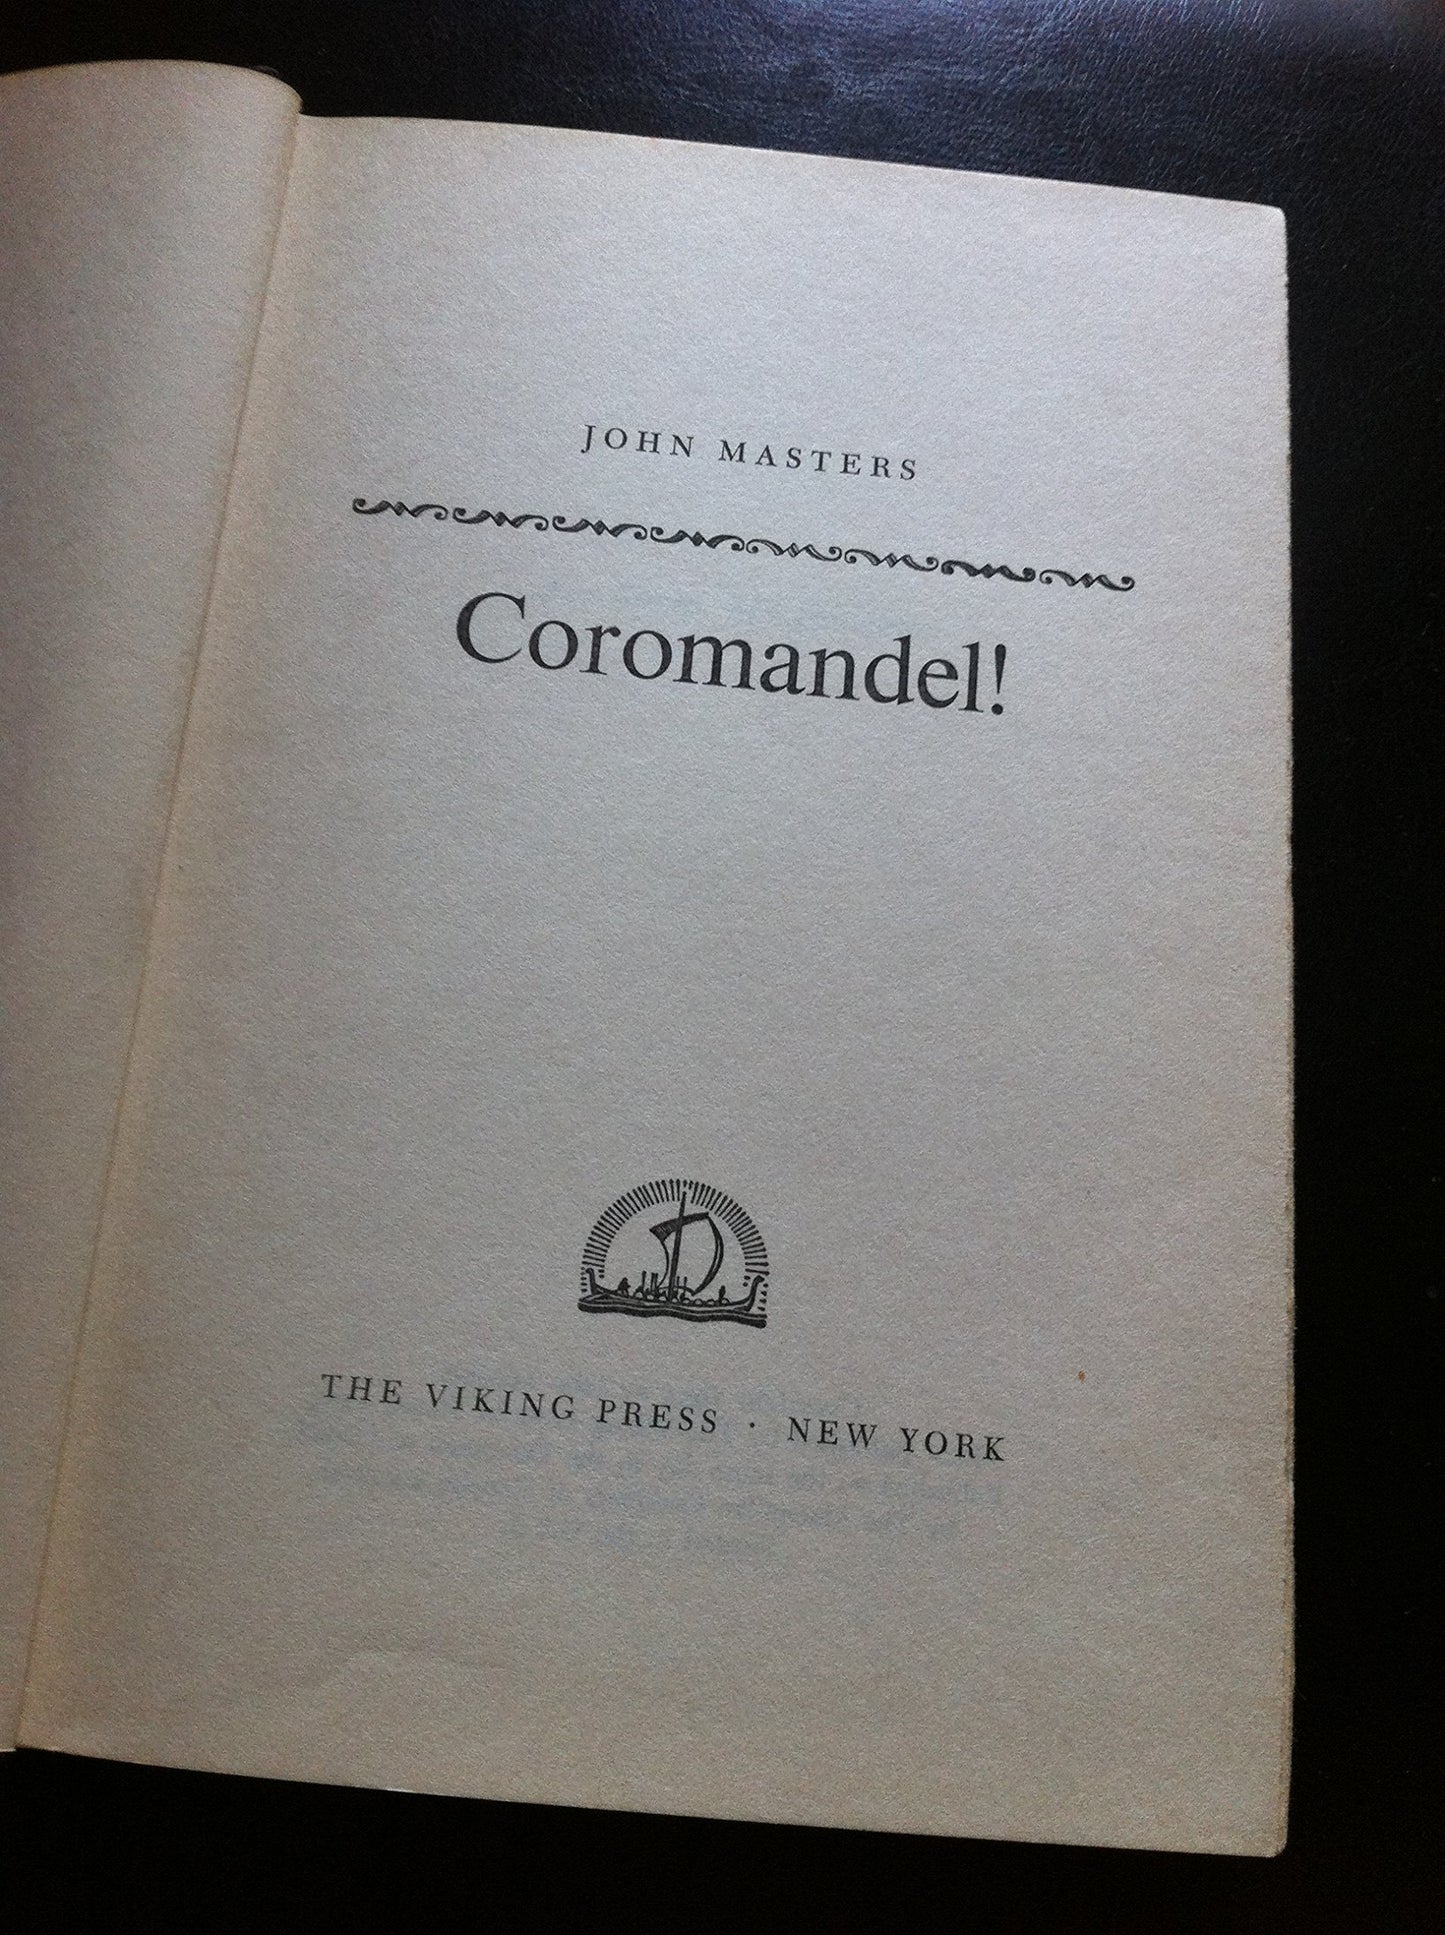 JOHN MASTERS
Coromandel!
THE VIKING PRESS · NEW YORK